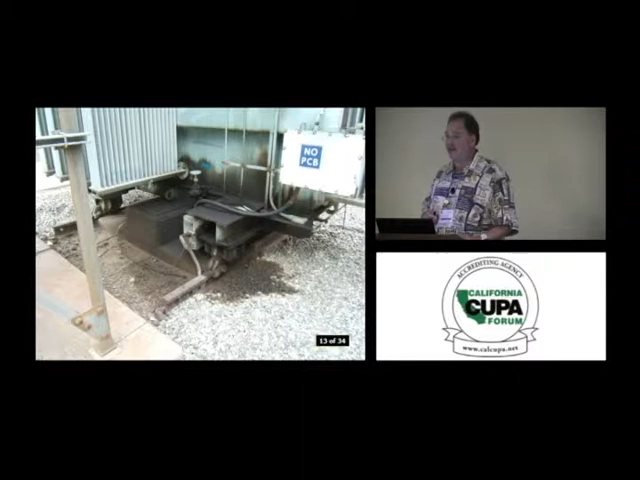 NO
PCB
13 of 34
ACCREDITING AGENCY
CALIFORNIA
CUPA
FORUM
www.calcupa.net